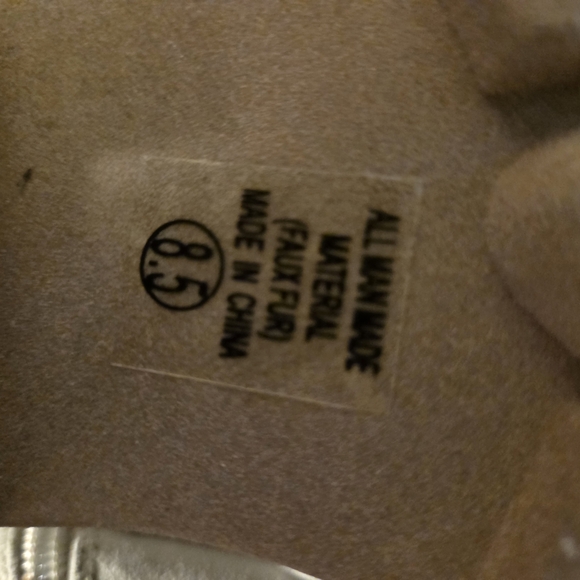 ALL MAN MADE
MATERIAL
(FAUX FUR)
MADE IN CHINA
8.5